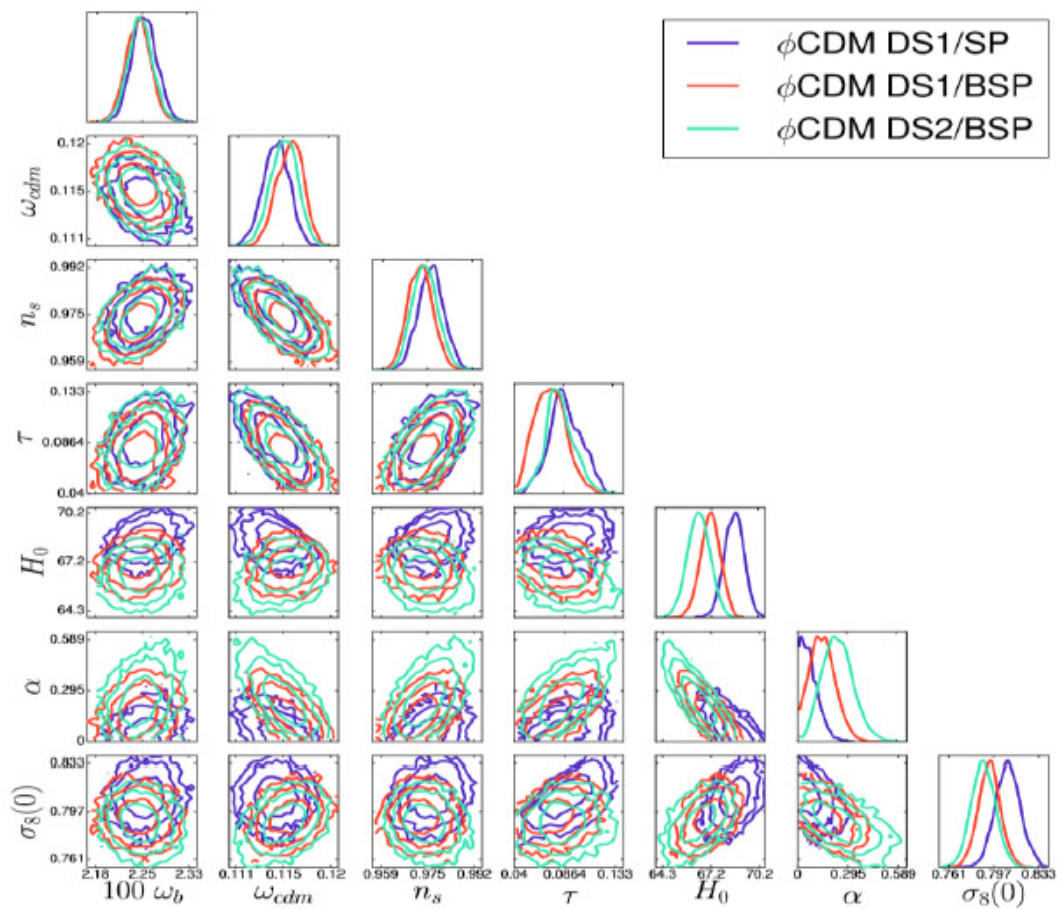 ϕCDM DS1/SP
ϕCDM DS1/BSP
ϕCDM DS2/BSP
0.12
0.115
0.111
ω_cdm
0.992
0.975
0.959
n_s
0.133
0.0864
0.04
τ
70.2
67.2
64.3
H_0
0.589
0.295
0
α
0.833
0.797
0.761
σ_8(0)
2.18 2.25 2.33 0.111 0.115 0.12 0.959 0.975 0.992 0.04 0.0864 0.133 64.3 67.2 70.2 0 0.295 0.589 0.761 0.797 0.833
100 ω_b ω_cdm n_s τ H_0 α σ_8(0)